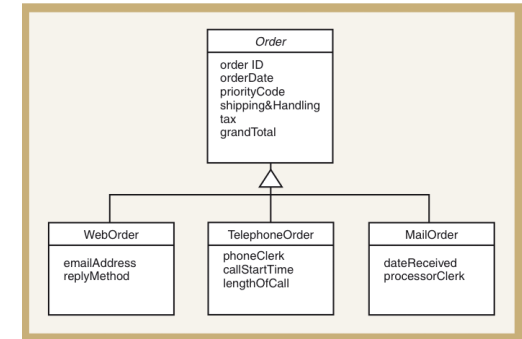 Order
order ID
orderDate
priorityCode
shipping&Handling
tax
grandTotal
WebOrder
emailAddress
replyMethod
TelephoneOrder
phoneClerk
callStartTime
lengthOfCall
MailOrder
dateReceived
processorClerk